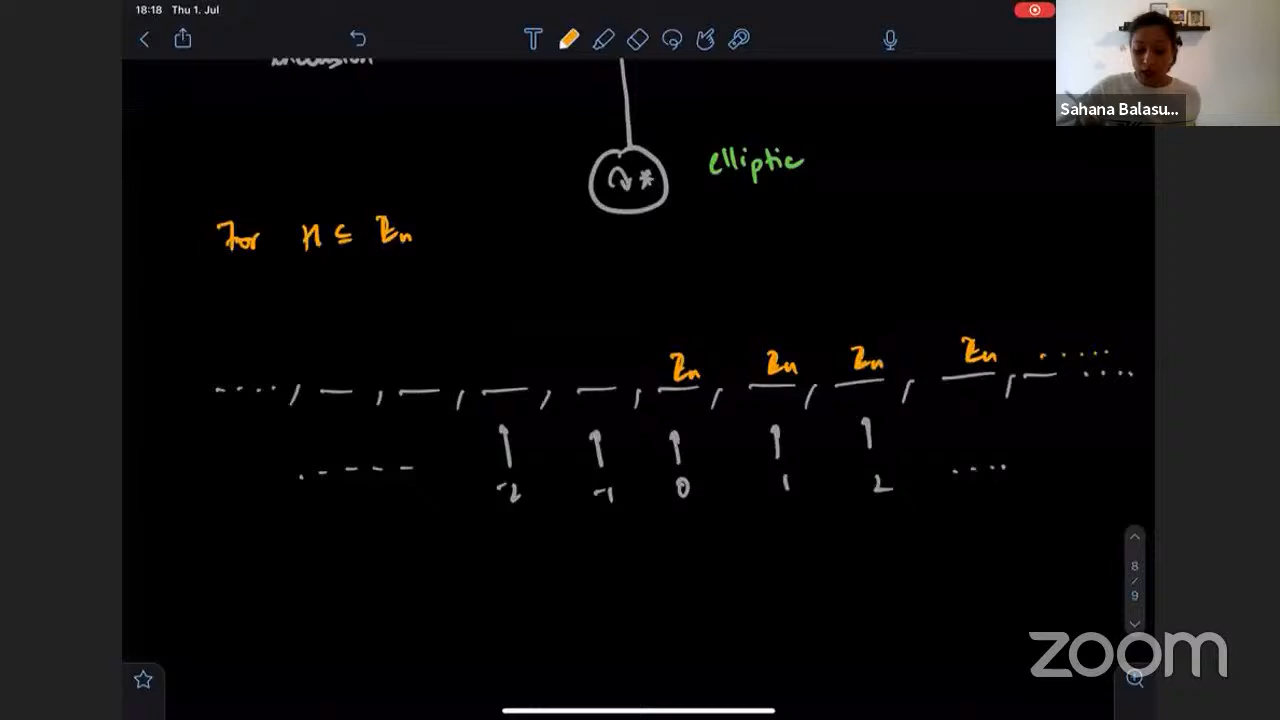 18:18 Thu 1. Jul
Sahana Balasu...
elliptic
*
For H ⊆ ℤn
....., —, —, —, —, ℤn, ℤn, ℤn, ℤn, — .....
-2 -1 0 1 2 ....
8
/
9
zoom